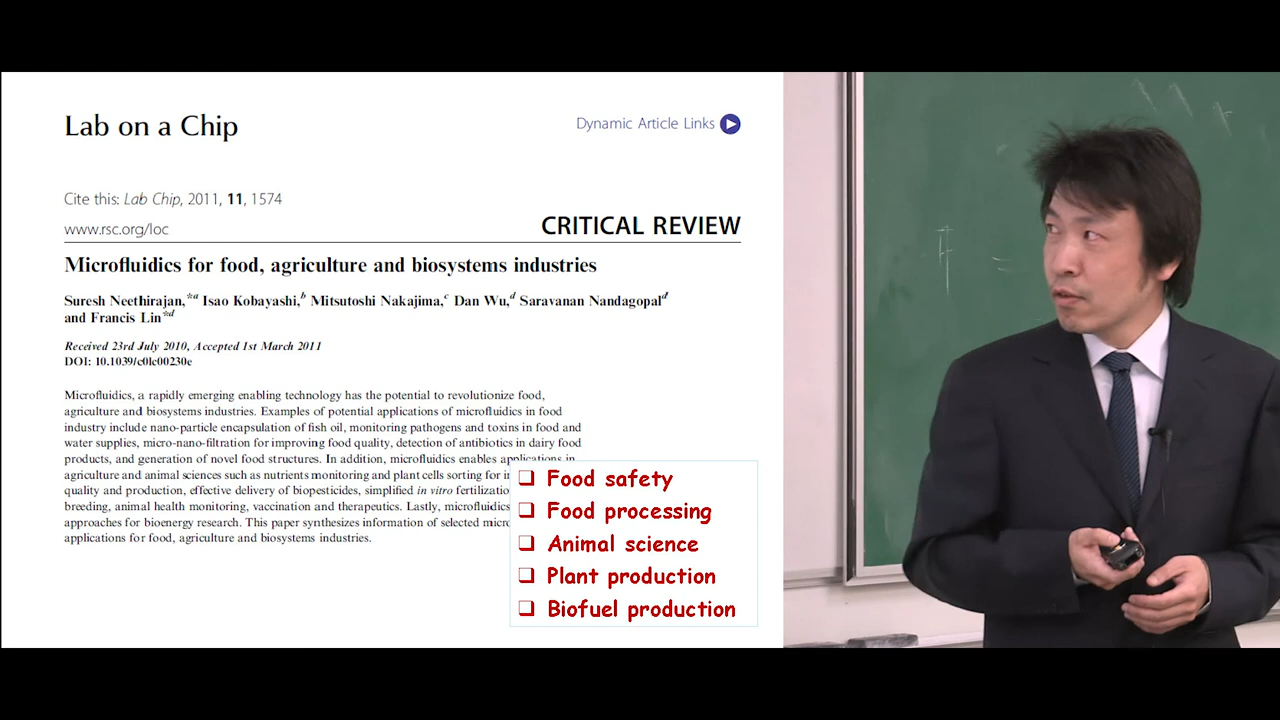 Lab on a Chip
Dynamic Article Links
Cite this: Lab Chip, 2011, 11, 1574
www.rsc.org/loc
CRITICAL REVIEW
Microfluidics for food, agriculture and biosystems industries
Suresh Neethirajan,*a Isao Kobayashi,b Mitsutoshi Nakajima,c Dan Wu,d Saravanan Nandagopald
and Francis Lin*d
Received 23rd July 2010, Accepted 1st March 2011
DOI: 10.1039/c0lc00230e
Microfluidics, a rapidly emerging enabling technology has the potential to revolutionize food,
agriculture and biosystems industries. Examples of potential applications of microfluidics in food
industry include nano-particle encapsulation of fish oil, monitoring pathogens and toxins in food and
water supplies, micro-nano-filtration for improving food quality, detection of antibiotics in dairy food
products, and generation of novel food structures. In addition, microfluidics enables applications in
agriculture and animal sciences such as nutrients monitoring and plant cells sorting for
quality and production, effective delivery of biopesticides, simplified in vitro
breeding, animal health monitoring, vaccination and therapeutics. Lastly, microfluidics
approaches for bioenergy research. This paper synthesizes information of selected
applications for food, agriculture and biosystems industries.
Food safety
Food processing
Animal science
Plant production
Biofuel production